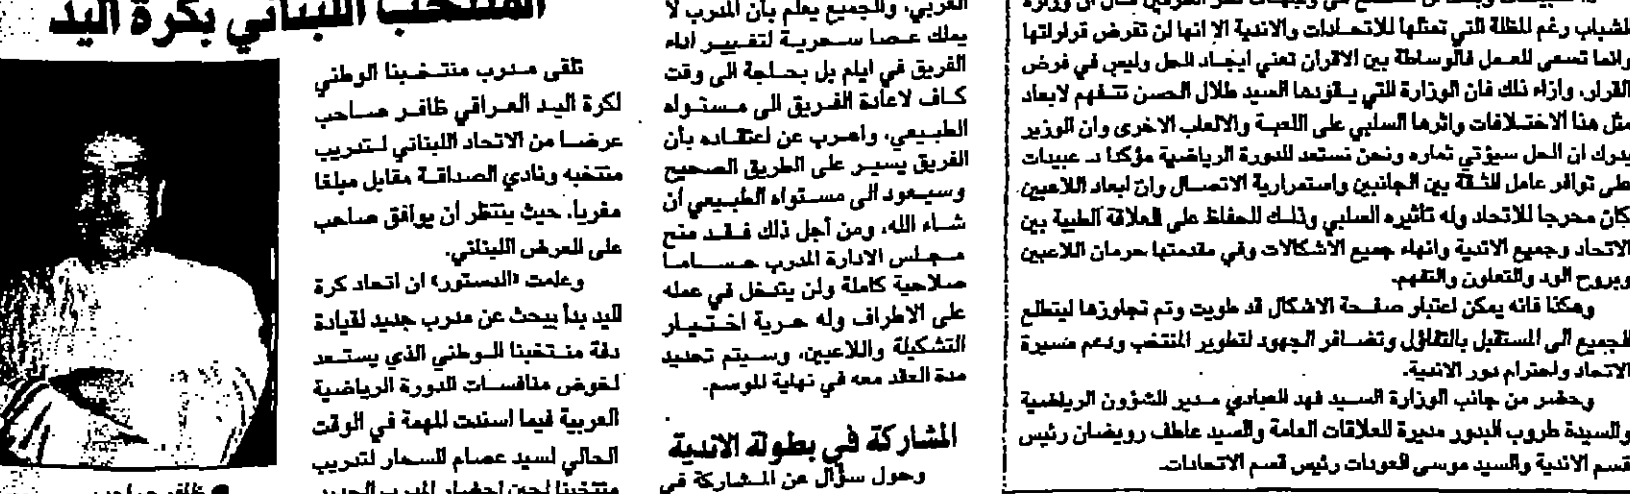 للشباب رغم المظلة التي تمثلها للاتحادات والاندية الا انها لن تفرض قراراتها
وانما تسعى للعمل فالوساطة بين الاقران تعني ايجاد الحل وليس في فرض
القرار، وازاء ذلك فان الوزارة التي يقودها السيد طلال الحسن تتفهم لابعاد
مثل هذا الاختلافات واثرها السلبي على اللعبة والالعاب الاخرى وان الوزير
يدرك ان الحل سيؤتي ثماره ونحن نستعد للدورة الرياضية مؤكدا د. عبيدات
على توافر عامل الثقة بين الجانبين واستمرارية الاتصال وان ابعاد اللاعبين
كان محرجا للاتحاد وله تأثيره السلبي وذلك للحفاظ على العلاقة الطيبة بين
الاتحاد وجميع الاندية وانهاء جميع الاشكالات وفي مقدمتها حرمان اللاعبين
وبروح الود والتعاون والتفهم.
وهكذا فانه يمكن اعتبار صفحة الاشكال قد طويت وتم تجاوزها ليتطلع
الجميع الى المستقبل بالتفاؤل وتضافر الجهود لتطوير المنتخب ودعم مسيرة
الاتحاد واحترام دور الاندية.
وحضر من جانب الوزارة السيد فهد العبادي مدير الشؤون الرياضية
والسيدة طروب البدور مديرة العلاقات العامة والسيد عاطف رويضان رئيس
قسم الاندية والسيد موسى العودات رئيس قسم الاتحادات.
العربي، والجميع يعلم بأن المدرب لا
يملك عصا سحرية لتغيير اداء
الفريق في ايام بل بحاجة الى وقت
كاف لاعادة الفريق الى مستواه
الطبيعي، واعرب عن اعتقاده بأن
الفريق يسير على الطريق الصحيح
وسيعود الى مستواه الطبيعي أن
شاء الله، ومن أجل ذلك فقد منح
مجلس الادارة المدرب حساما
صلاحية كاملة ولن يتدخل في عمله
على الاطراف وله حرية اختيار
التشكيلة واللاعبين، وسيتم تحديد
مدة العقد معه في نهاية الموسم.
المشاركة في بطولة الاندية
وحول سؤال عن المشاركة في
المنتخب اللبناني بكرة اليد
تلقى مدرب منتخبنا الوطني
لكرة اليد العراقي ظافر صاحب
عرضا من الاتحاد اللبناني لتدريب
منتخبه ونادي الصداقة مقابل مبلغا
مغريا، حيث ينتظر أن يوافق صاحب
على العرض اللبناني.
وعلمت «الدستور» ان اتحاد كرة
اليد بدأ يبحث عن مدرب جديد لقيادة
دفة منتخبنا الوطني الذي يستعد
لخوض منافسات الدورة الرياضية
العربية فيما اسندت المهمة في الوقت
الحالي لسيد عصام السمار لتدريب
منتخبنا لحين احضار المدرب الجديد.
● ظافر صاحب